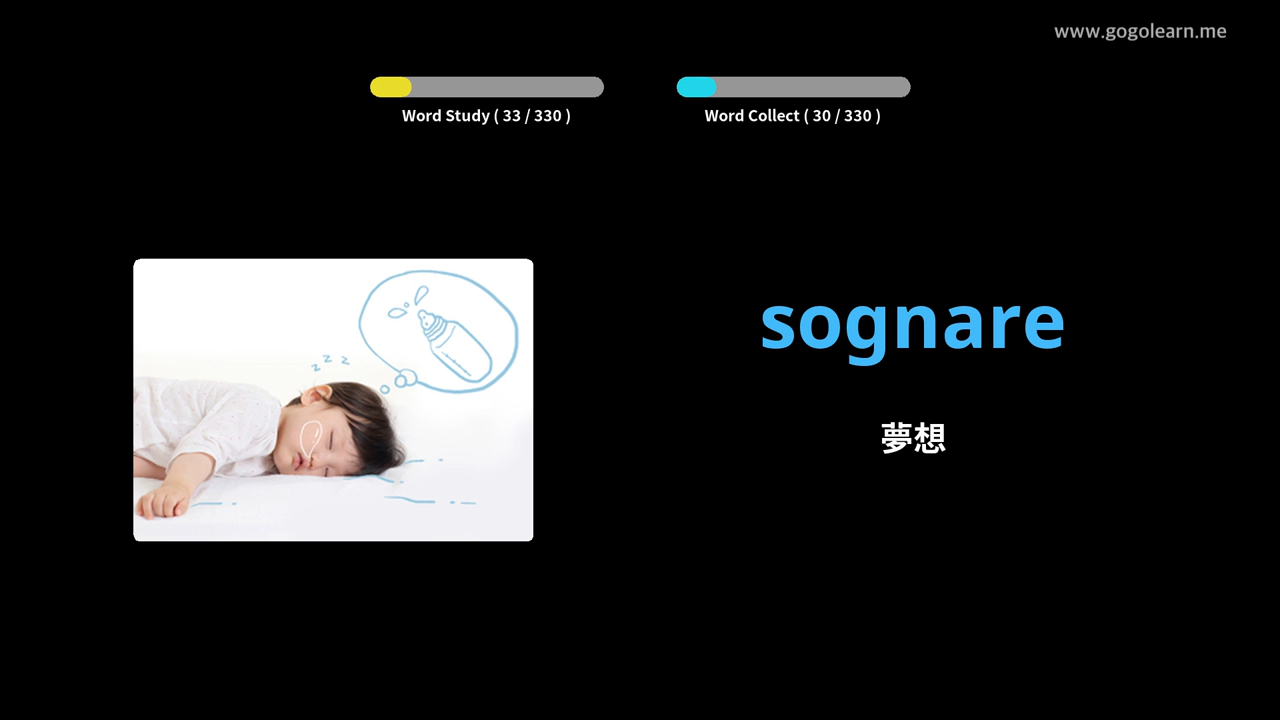 www.gogolearn.me
Word Study ( 33 / 330 )
Word Collect ( 30 / 330 )
z z z
sognare
夢想